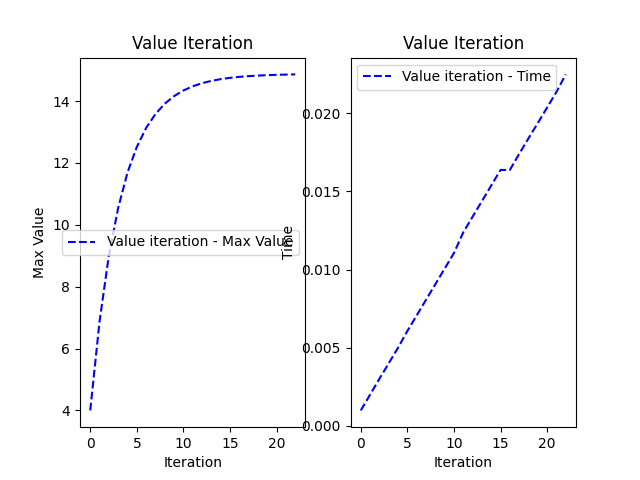 Value Iteration
Max Value
14
12
10
8
6
4
Value iteration - Max Value
0
5
10
15
20
Iteration
Value Iteration
Time
0.020
0.015
0.010
0.005
0.000
Value iteration - Time
0
5
10
15
20
Iteration